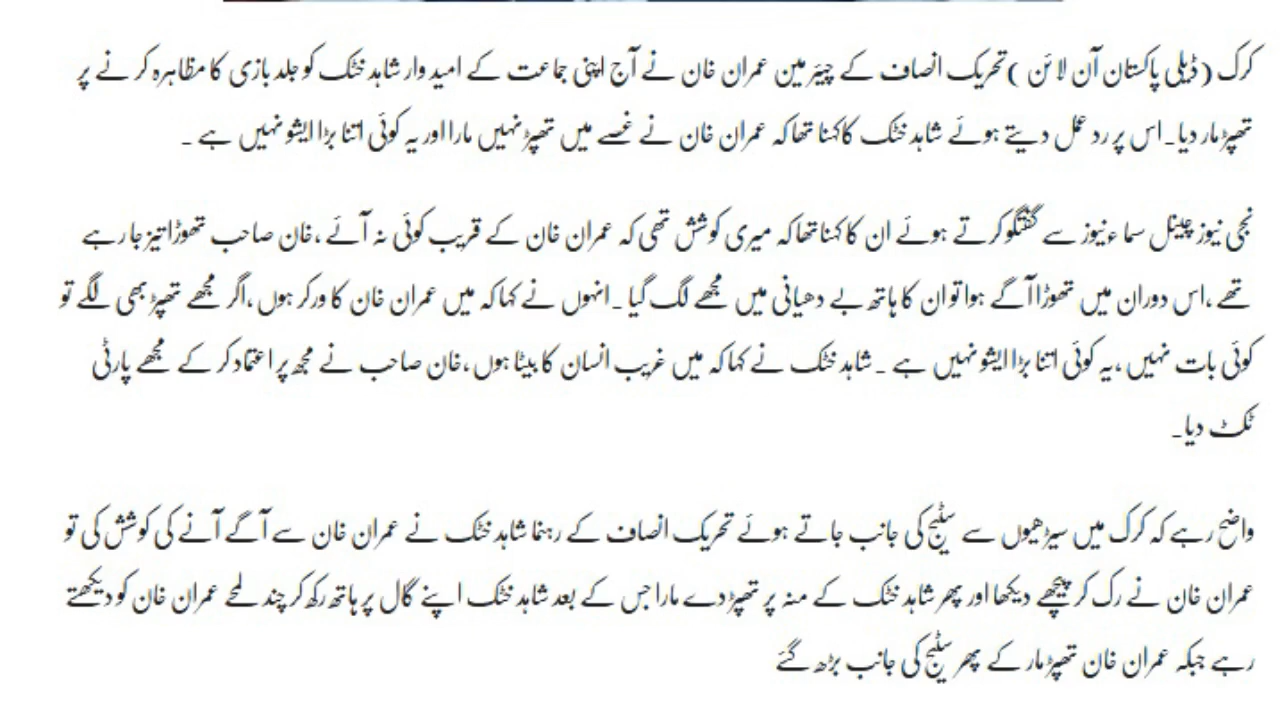 کرک (ڈیلی پاکستان آن لائن )تحریک انصاف کے چیئر مین عمران خان نے آج اپنی جماعت کے امید وار شاہد خٹک کو جلد بازی کا مظاہرہ کرنے پر
تھپڑ مار دیا۔اس پر رد عمل دیتے ہوئے شاہد خٹک کاکہنا تھا کہ عمران خان نے غصے میں تھپڑ نہیں مارا اور یہ کوئی اتنا بڑا ایشو نہیں ہے ۔
نجی نیوز چینل سما ءنیوز سے گفتگو کرتے ہوئے ان کا کہنا تھا کہ میری کوشش تھی کہ عمران خان کے قریب کوئی نہ آئے ،خان صاحب تھوڑا تیز جا رہے
تھے ،اس دوران میں تھوڑا آگے ہوا تو ان کا ہاتھ بے دھیانی میں مجھے لگ گیا ۔انہوں نے کہا کہ میں عمران خان کا ورکر ہوں ،اگر مجھے تھپڑ بھی لگے تو
کوئی بات نہیں ،یہ کوئی اتنا بڑا ایشو نہیں ہے ۔شاہد خٹک نے کہا کہ میں غریب انسان کا بیٹا ہوں ،خان صاحب نے مجھ پر اعتماد کر کے مجھے پارٹی
ٹکٹ دیا۔
واضح رہے کہ کرک میں سیڑھیوں سے سٹیج کی جانب جاتے ہوئے تحریک انصاف کے رہنما شاہد خٹک نے عمران خان سے آگے آنے کی کوشش کی تو
عمران خان نے رک کر پیچھے دیکھا اور پھر شاہد خٹک کے منہ پر تھپڑ دے مارا جس کے بعد شاہد خٹک اپنے گال پر ہاتھ رکھ کر چند لمحے عمران خان کو دیکھتے
رہے جبکہ عمران خان تھپڑ مار کے پھر سٹیج کی جانب بڑھ گئے